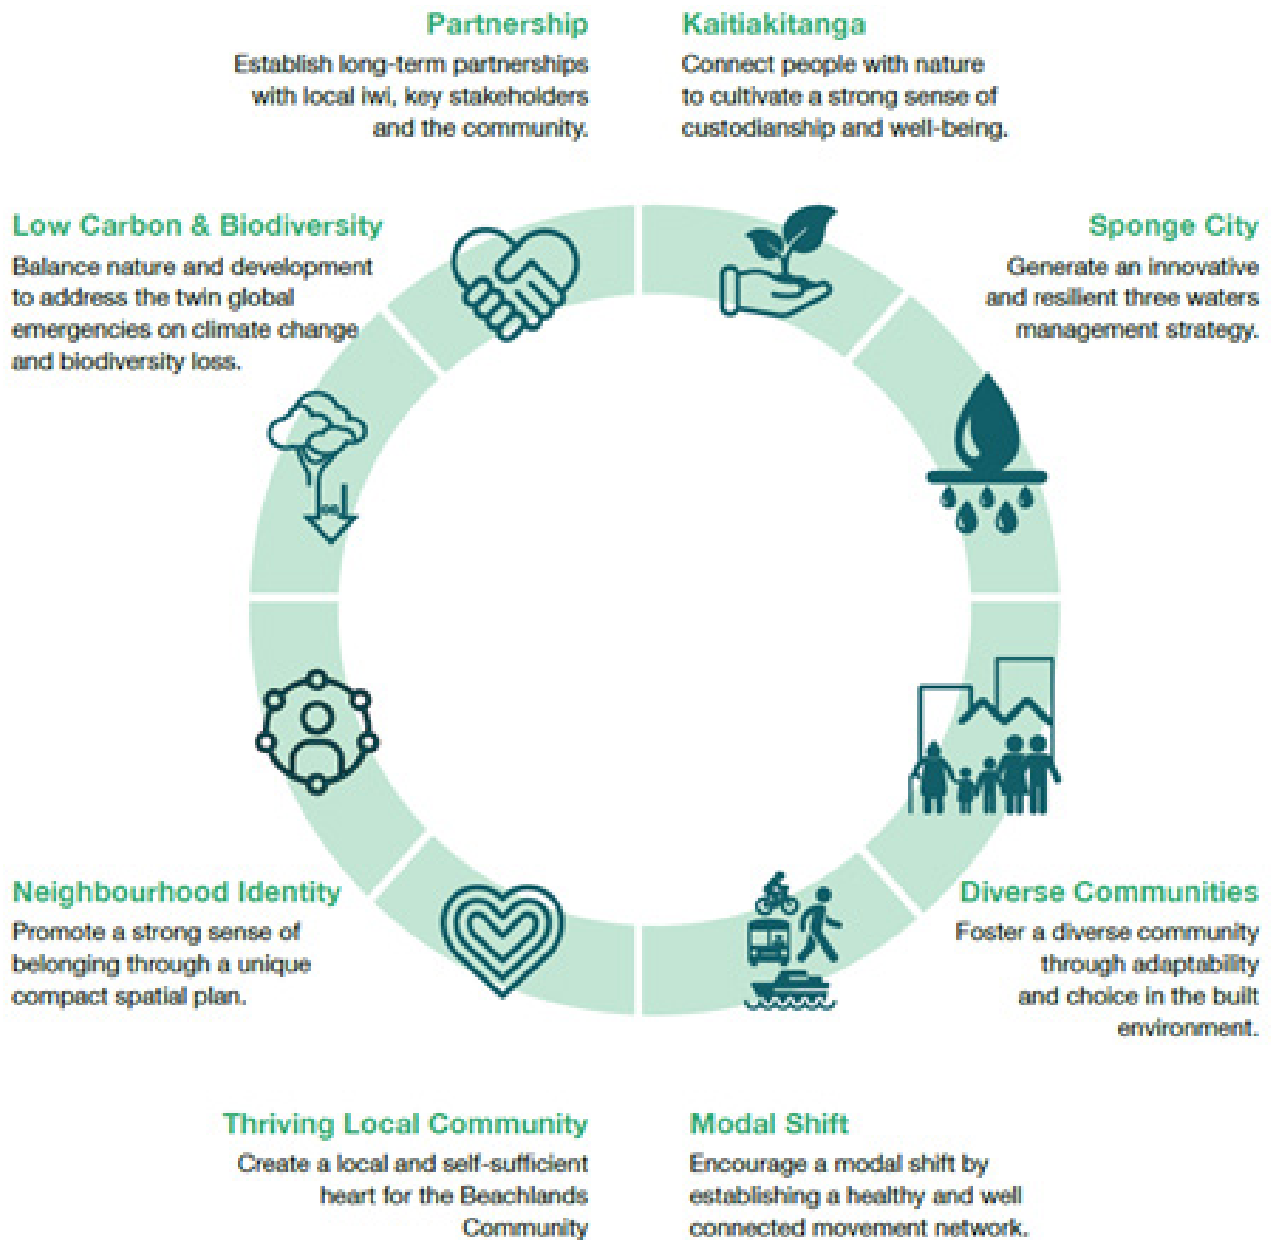 Partnership
Establish long-term partnerships
with local iwi, key stakeholders
and the community.
Kaitiakitanga
Connect people with nature
to cultivate a strong sense of
custodianship and well-being.
Low Carbon & Biodiversity
Balance nature and development
to address the twin global
emergencies on climate change
and biodiversity loss.
Sponge City
Generate an innovative
and resilient three waters
management strategy.
Neighbourhood Identity
Promote a strong sense of
belonging through a unique
compact spatial plan.
Diverse Communities
Foster a diverse community
through adaptability
and choice in the built
environment.
Thriving Local Community
Create a local and self-sufficient
heart for the Beachlands
Community
Modal Shift
Encourage a modal shift by
establishing a healthy and well
connected movement network.